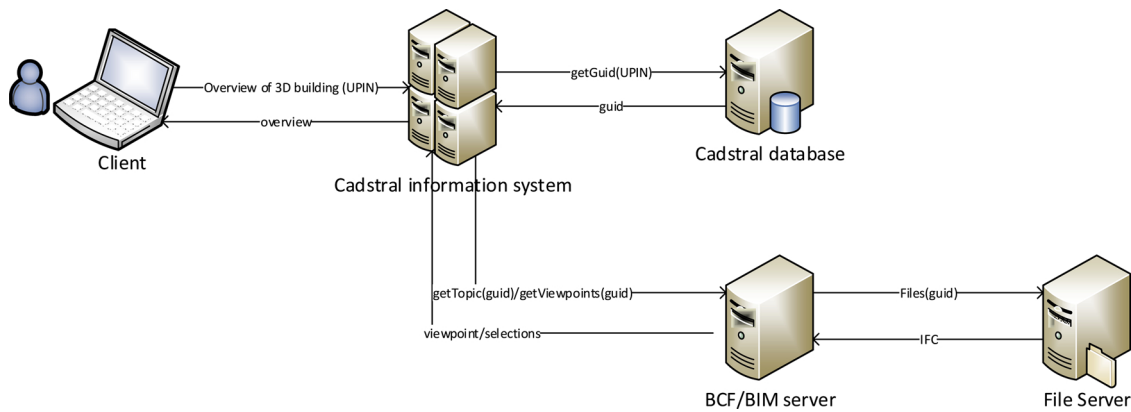 Overview of 3D building (UPIN)
overview
Client
getGuid(UPIN)
guid
Cadstral database
Cadstral information system
getTopic(guid)/getViewpoints(guid)
viewpoint/selections
Files(guid)
IFC
BCF/BIM server
File Server